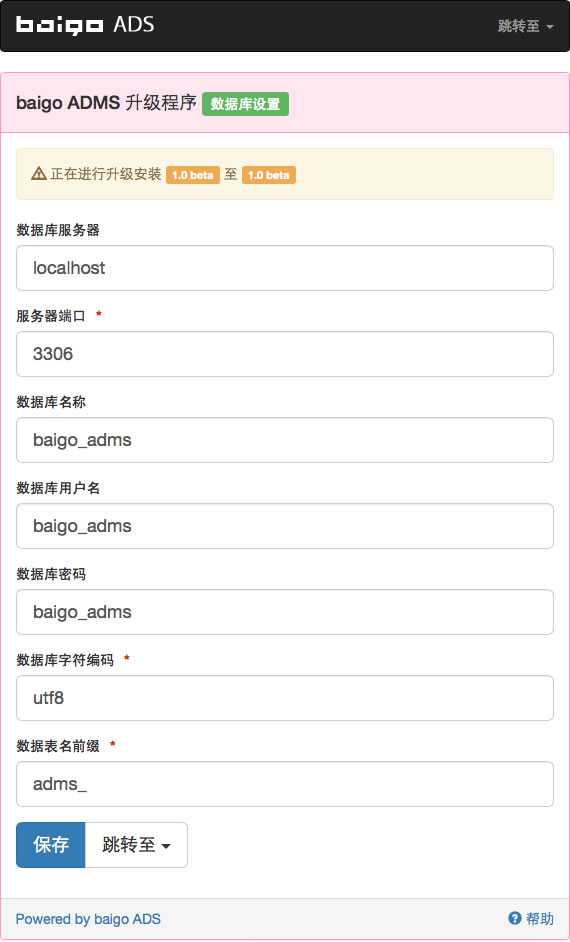 baigo ADS 跳转至
baigo ADMS 升级程序 数据库设置
正在进行升级安装 1.0 beta 至 1.0 beta
数据库服务器
localhost
服务器端口 *
3306
数据库名称
baigo_adms
数据库用户名
baigo_adms
数据库密码
baigo_adms
数据库字符编码 *
utf8
数据表名前缀 *
adms_
保存 跳转至
Powered by baigo ADS ? 帮助